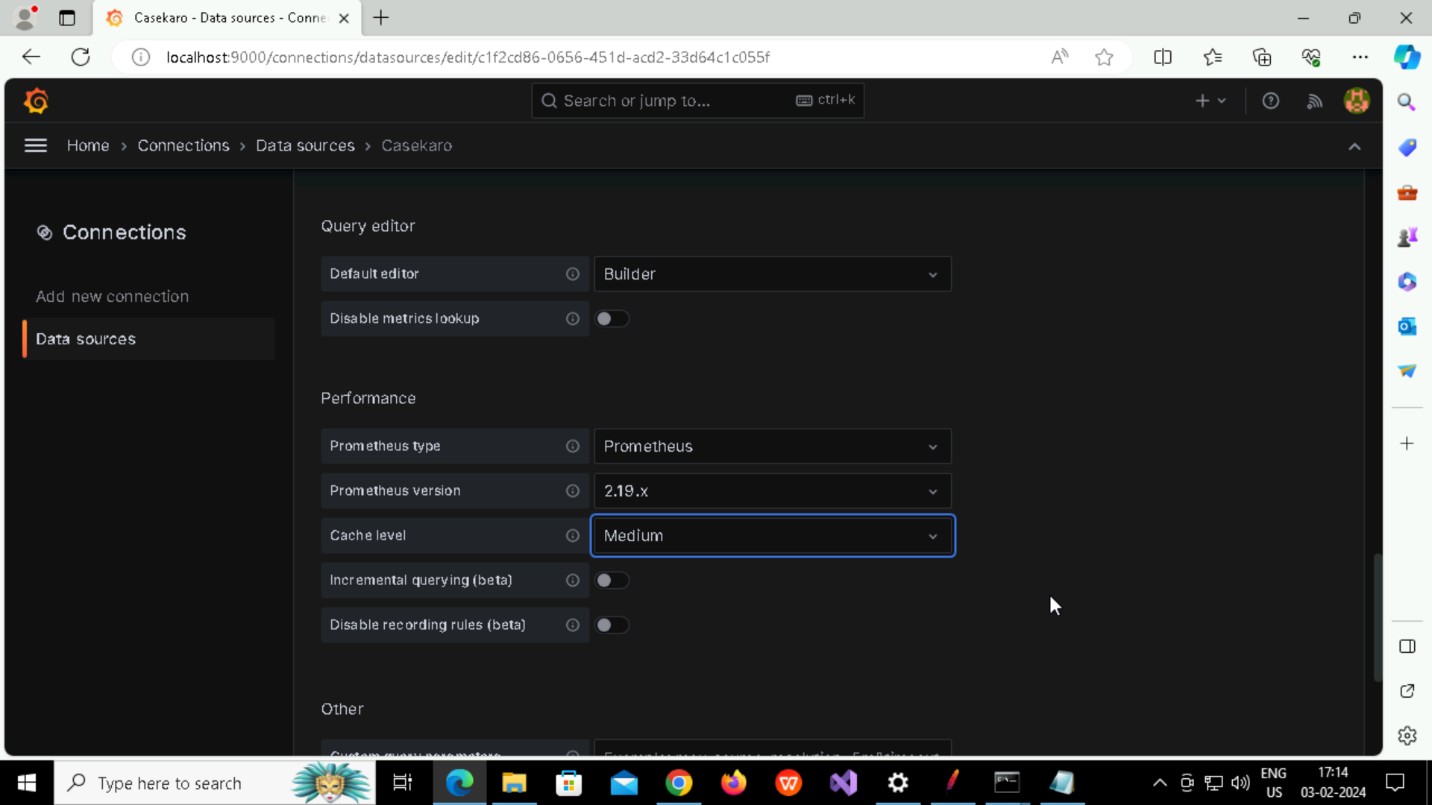 Casekaro - Data sources - Conne
localhost:9000/connections/datasources/edit/c1f2cd86-0656-451d-acd2-33d64c1c055f
Search or jump to... ctrl+k
Home › Connections › Data sources › Casekaro
Connections
Add new connection
Data sources
Query editor
Default editor Builder
Disable metrics lookup
Performance
Prometheus type Prometheus
Prometheus version 2.19.x
Cache level Medium
Incremental querying (beta)
Disable recording rules (beta)
Other
Custom query parameters
Type here to search
ENG
US
17:14
03-02-2024